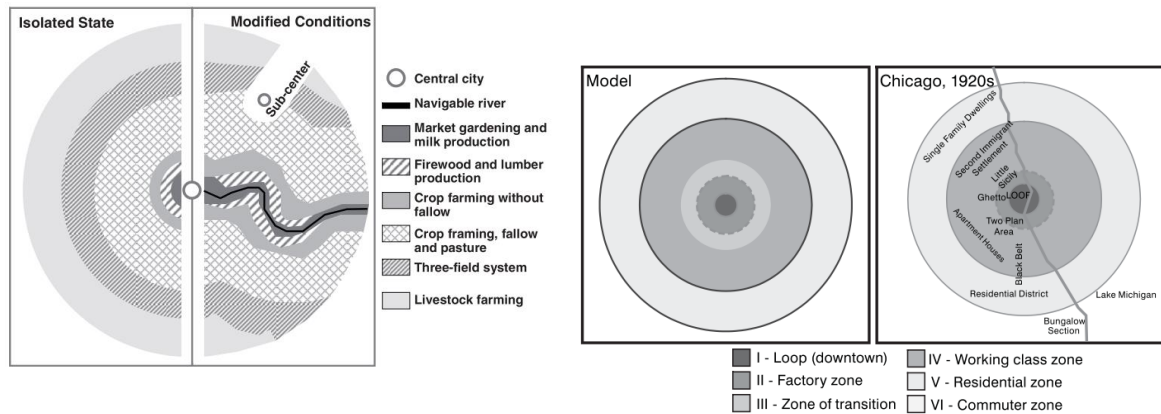 Isolated State
Modified Conditions
Sub-center
Central city
Navigable river
Market gardening and
milk production
Firewood and lumber
production
Crop farming without
fallow
Crop framing, fallow
and pasture
Three-field system
Livestock farming
Model
Chicago, 1920s
Single Family Dwellings
Second Immigrant
Settlement
Little
Sicily
Ghetto
LOOF
Two Plan
Area
Apartment Houses
Black Belt
Residential District
Lake Michigan
Bungalow
Section
I - Loop (downtown)
II - Factory zone
III - Zone of transition
IV - Working class zone
V - Residential zone
VI - Commuter zone